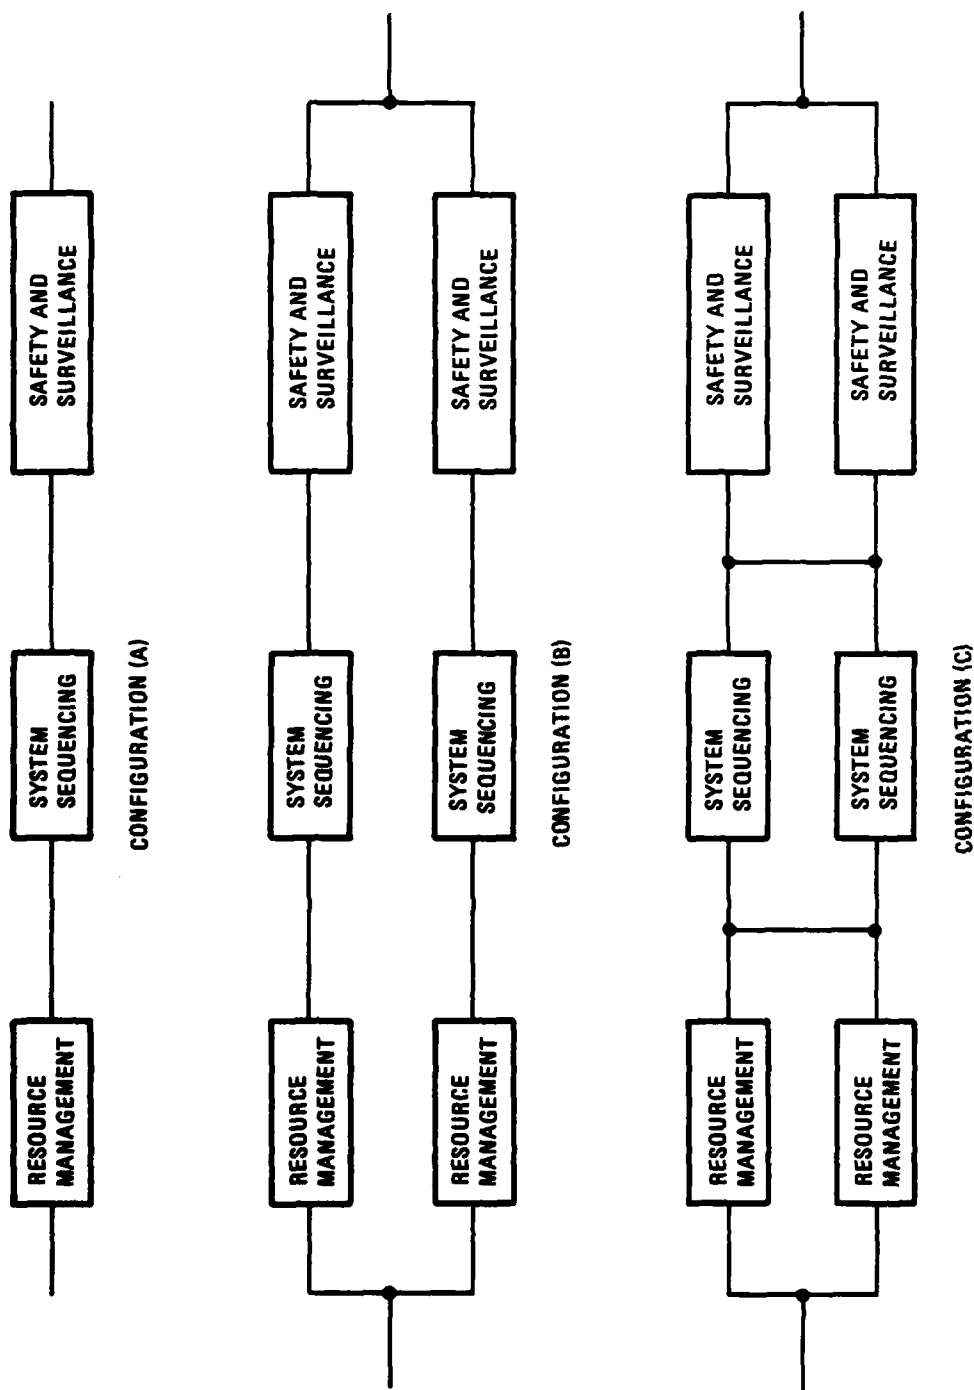 RESOURCE
MANAGEMENT
SYSTEM
SEQUENCING
SAFETY AND
SURVEILLANCE
CONFIGURATION (A)
RESOURCE
MANAGEMENT
SYSTEM
SEQUENCING
SAFETY AND
SURVEILLANCE
RESOURCE
MANAGEMENT
SYSTEM
SEQUENCING
SAFETY AND
SURVEILLANCE
CONFIGURATION (B)
RESOURCE
MANAGEMENT
SYSTEM
SEQUENCING
SAFETY AND
SURVEILLANCE
RESOURCE
MANAGEMENT
SYSTEM
SEQUENCING
SAFETY AND
SURVEILLANCE
CONFIGURATION (C)